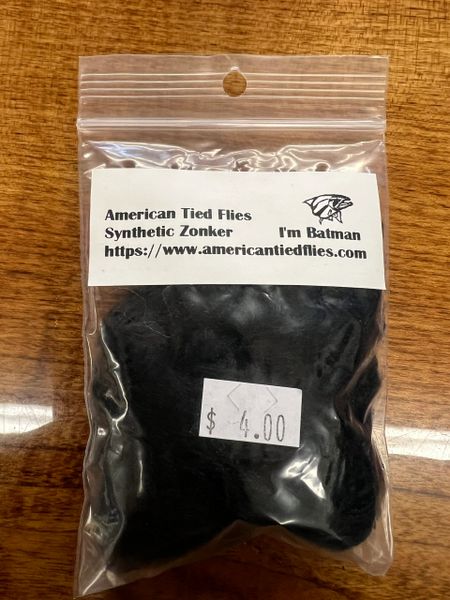 American Tied Flies
Synthetic Zonker I'm Batman
https://www.americantiedflies.com
$ 4.00